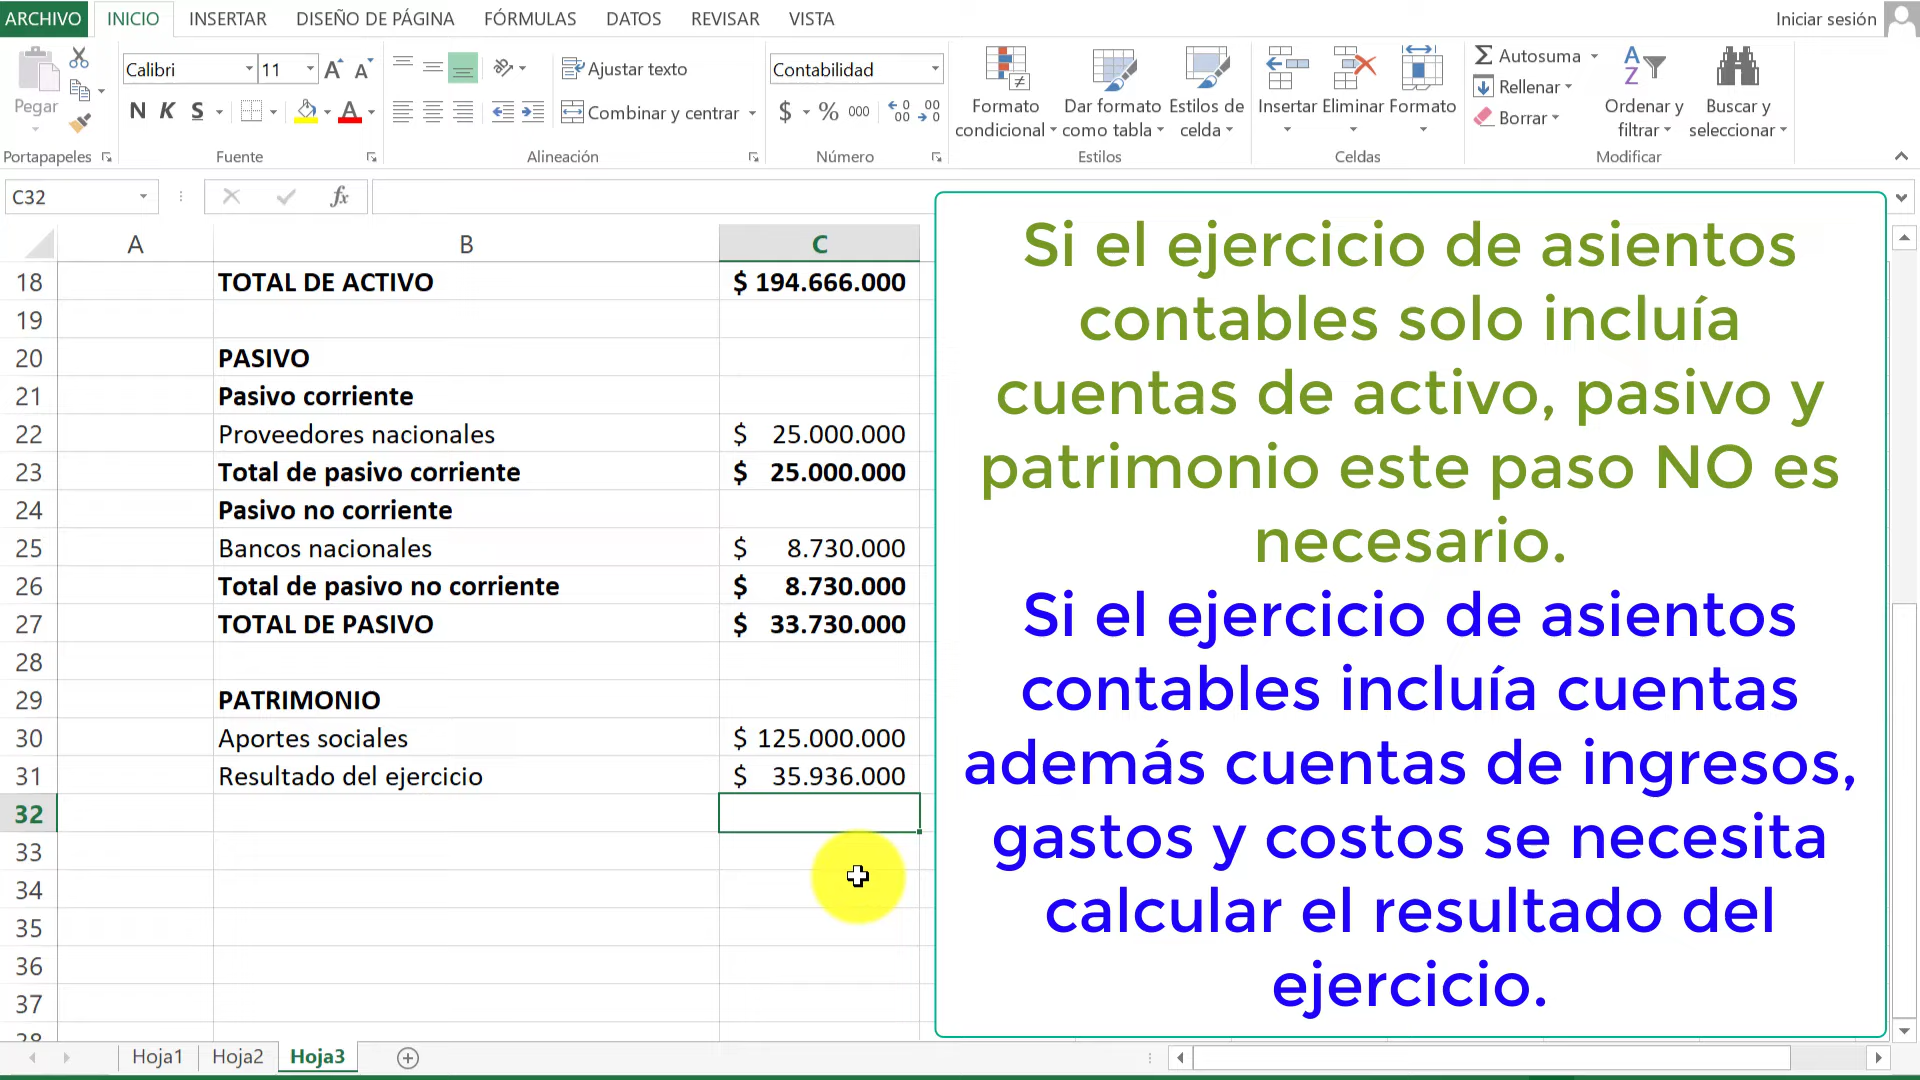 ARCHIVO INICIO INSERTAR DISEÑO DE PÁGINA FÓRMULAS DATOS REVISAR VISTA Iniciar sesión
Pegar
Portapapeles
Calibri 11
N K S
Fuente
Ajustar texto
Combinar y centrar
Alineación
Contabilidad
$ % 000
Número
Formato condicional
Dar formato como tabla
Estilos de celda
Estilos
Insertar Eliminar Formato
Celdas
Autosuma
Rellenar
Borrar
Ordenar y filtrar
Buscar y seleccionar
Modificar
C32 fx
A B C
18 TOTAL DE ACTIVO $ 194.666.000
19
20 PASIVO
21 Pasivo corriente
22 Proveedores nacionales $ 25.000.000
23 Total de pasivo corriente $ 25.000.000
24 Pasivo no corriente
25 Bancos nacionales $ 8.730.000
26 Total de pasivo no corriente $ 8.730.000
27 TOTAL DE PASIVO $ 33.730.000
28
29 PATRIMONIO
30 Aportes sociales $ 125.000.000
31 Resultado del ejercicio $ 35.936.000
32
33
34
35
36
37
38
Si el ejercicio de asientos
contables solo incluía
cuentas de activo, pasivo y
patrimonio este paso NO es
necesario.
Si el ejercicio de asientos
contables incluía cuentas
además cuentas de ingresos,
gastos y costos se necesita
calcular el resultado del
ejercicio.
Hoja1 Hoja2 Hoja3